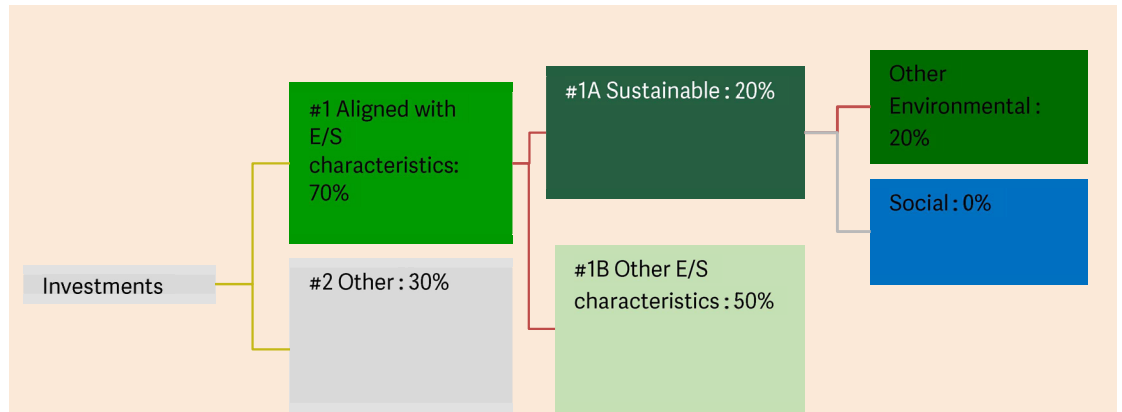 Investments
#1 Aligned with
E/S
characteristics:
70%
#2 Other : 30%
#1A Sustainable : 20%
#1B Other E/S
characteristics : 50%
Other
Environmental :
20%
Social : 0%